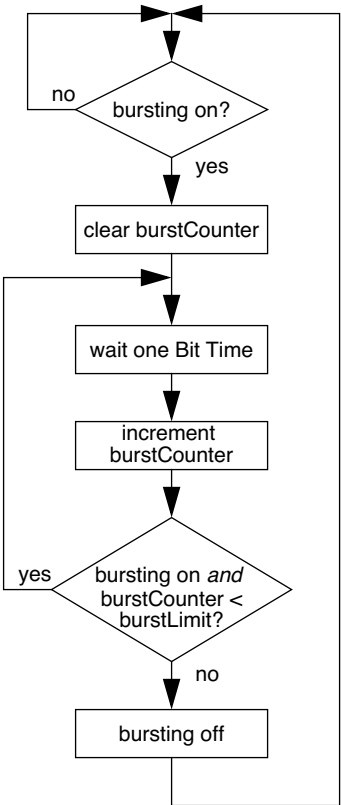 no
bursting on?
yes
clear burstCounter
wait one Bit Time
increment
burstCounter
yes
bursting on and
burstCounter <
burstLimit?
no
bursting off